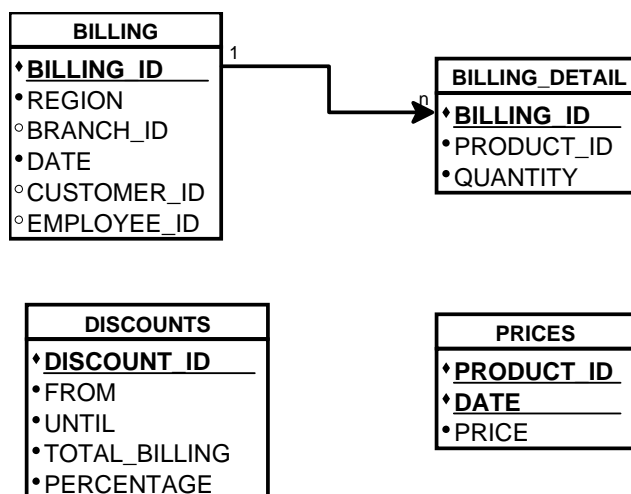 BILLING
BILLING_ID
REGION
BRANCH_ID
DATE
CUSTOMER_ID
EMPLOYEE_ID
1
n
BILLING_DETAIL
BILLING_ID
PRODUCT_ID
QUANTITY
DISCOUNTS
DISCOUNT_ID
FROM
UNTIL
TOTAL_BILLING
PERCENTAGE
PRICES
PRODUCT_ID
DATE
PRICE